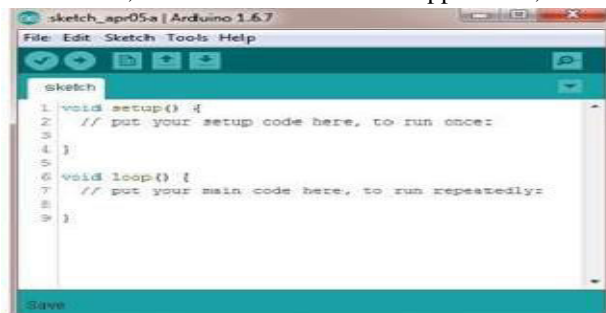 sketch_apr05a | Arduino 1.6.7
File Edit Sketch Tools Help
sketch
1 void setup() {
2 // put your setup code here, to run once:
3
4 }
5
6 void loop() {
7 // put your main code here, to run repeatedly:
8
9 }
Save